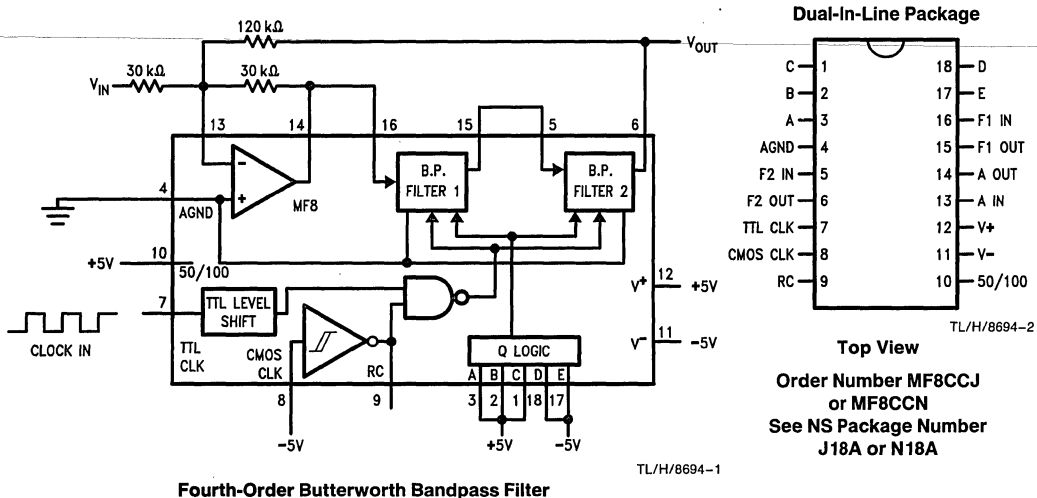 Dual-In-Line Package
120 kΩ
VOUT
VIN
30 kΩ
30 kΩ
13
14
16
15
5
6
B.P.
FILTER 1
B.P.
FILTER 2
-
+
MF8
4
AGND
+5V
10
50/100
7
TTL LEVEL
SHIFT
CLOCK IN
TTL
CLK
CMOS
CLK
RC
8
9
-5V
Q LOGIC
A B C D E
3 2 1 18 17
+5V
-5V
V+
12
+5V
V-
11
-5V
TL/H/8694-1
Fourth-Order Butterworth Bandpass Filter
C 1 18 D
B 2 17 E
A 3 16 F1 IN
AGND 4 15 F1 OUT
F2 IN 5 14 A OUT
F2 OUT 6 13 A IN
TTL CLK 7 12 V+
CMOS CLK 8 11 V-
RC 9 10 50/100
TL/H/8694-2
Top View
Order Number MF8CCJ
or MF8CCN
See NS Package Number
J18A or N18A